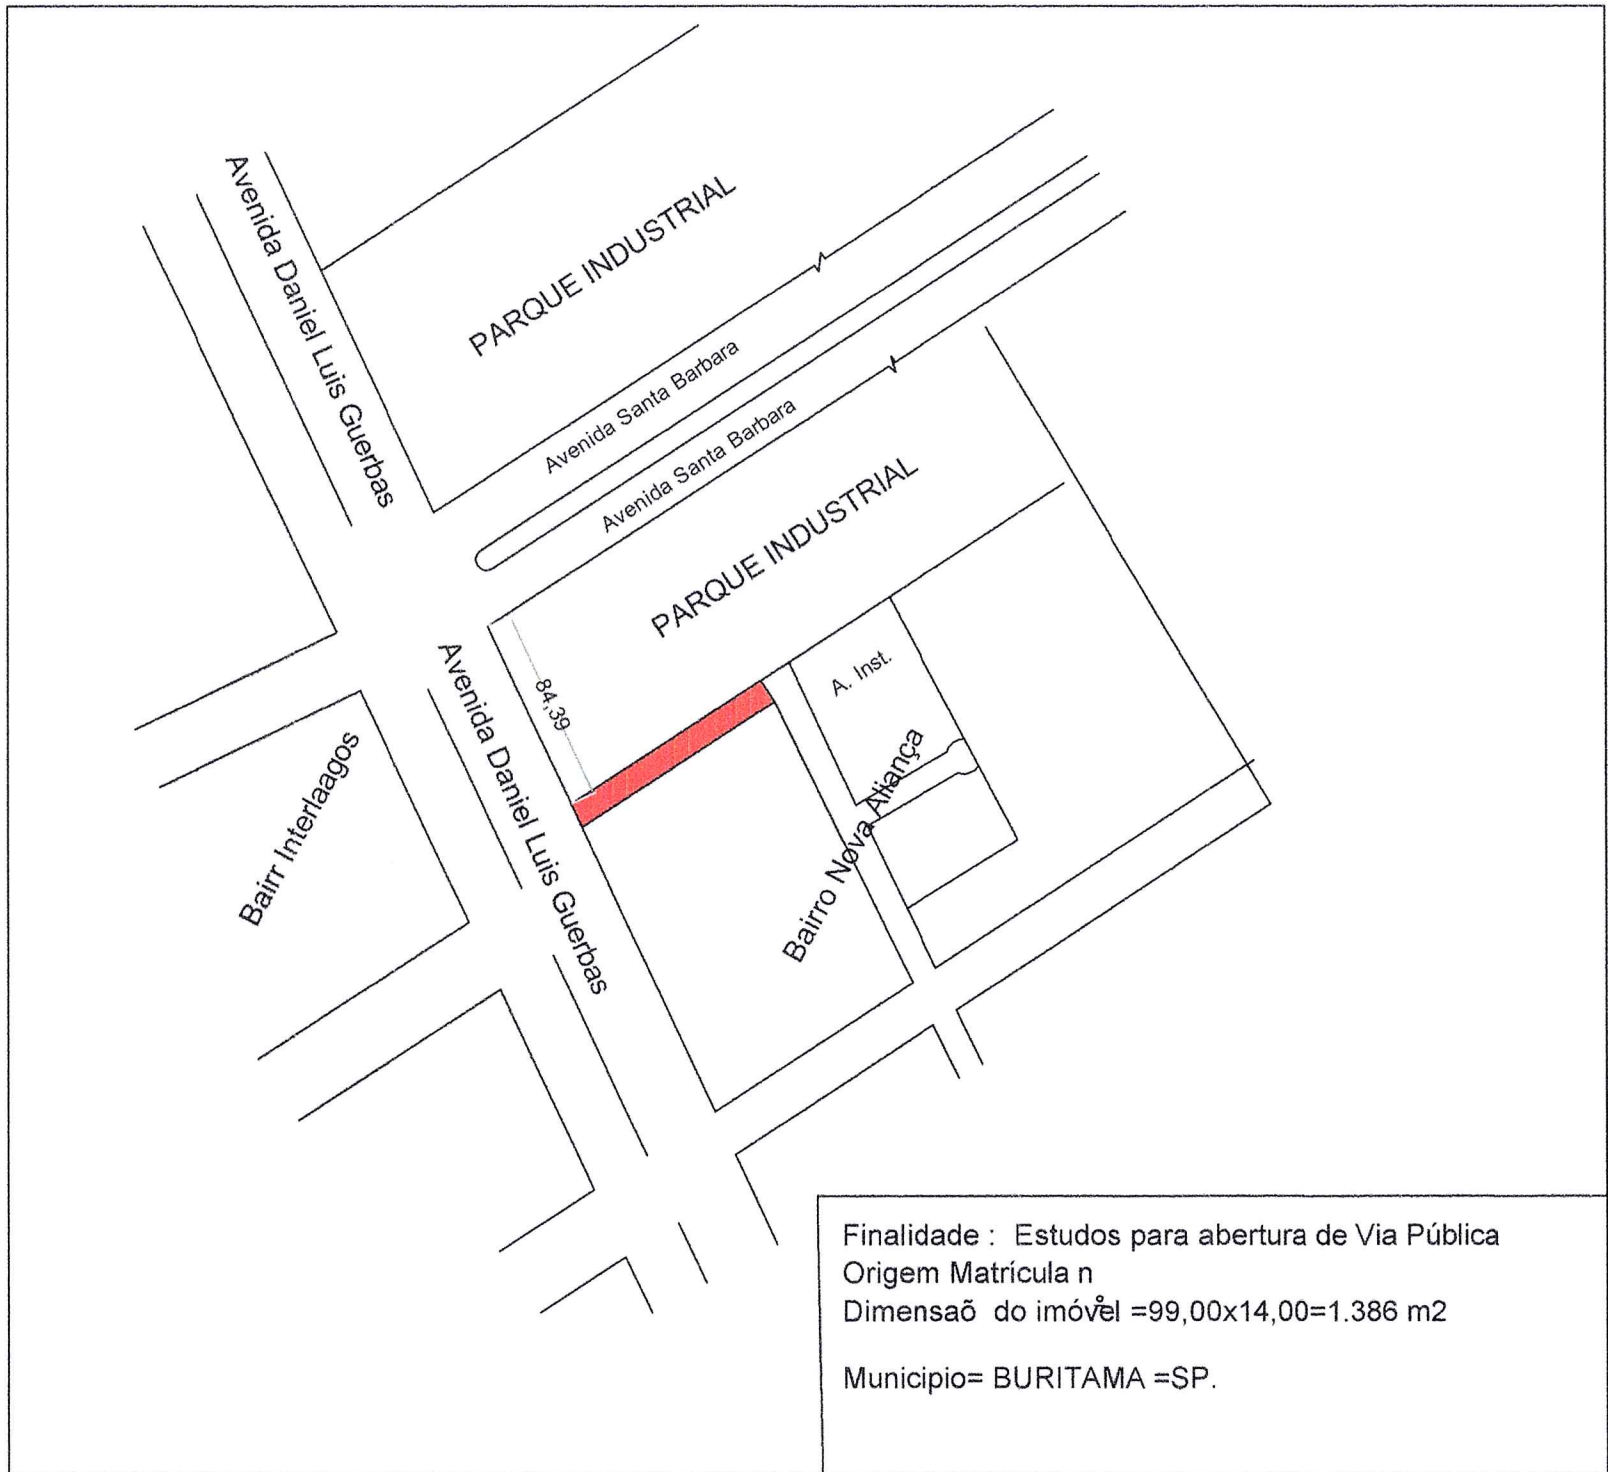 Avenida Daniel Luis Guerbas
PARQUE INDUSTRIAL
Avenida Santa Barbara
Avenida Santa Barbara
PARQUE INDUSTRIAL
Avenida Daniel Luis Guerbas
84,39
A. Inst.
Bairr Interlaagos
Bairro Nova Aliança
Finalidade : Estudos para abertura de Via Pública
Origem Matrícula n°
Dimensaõ do imóvel =99,00x14,00=1.386 m2
Municipio= BURITAMA =SP.